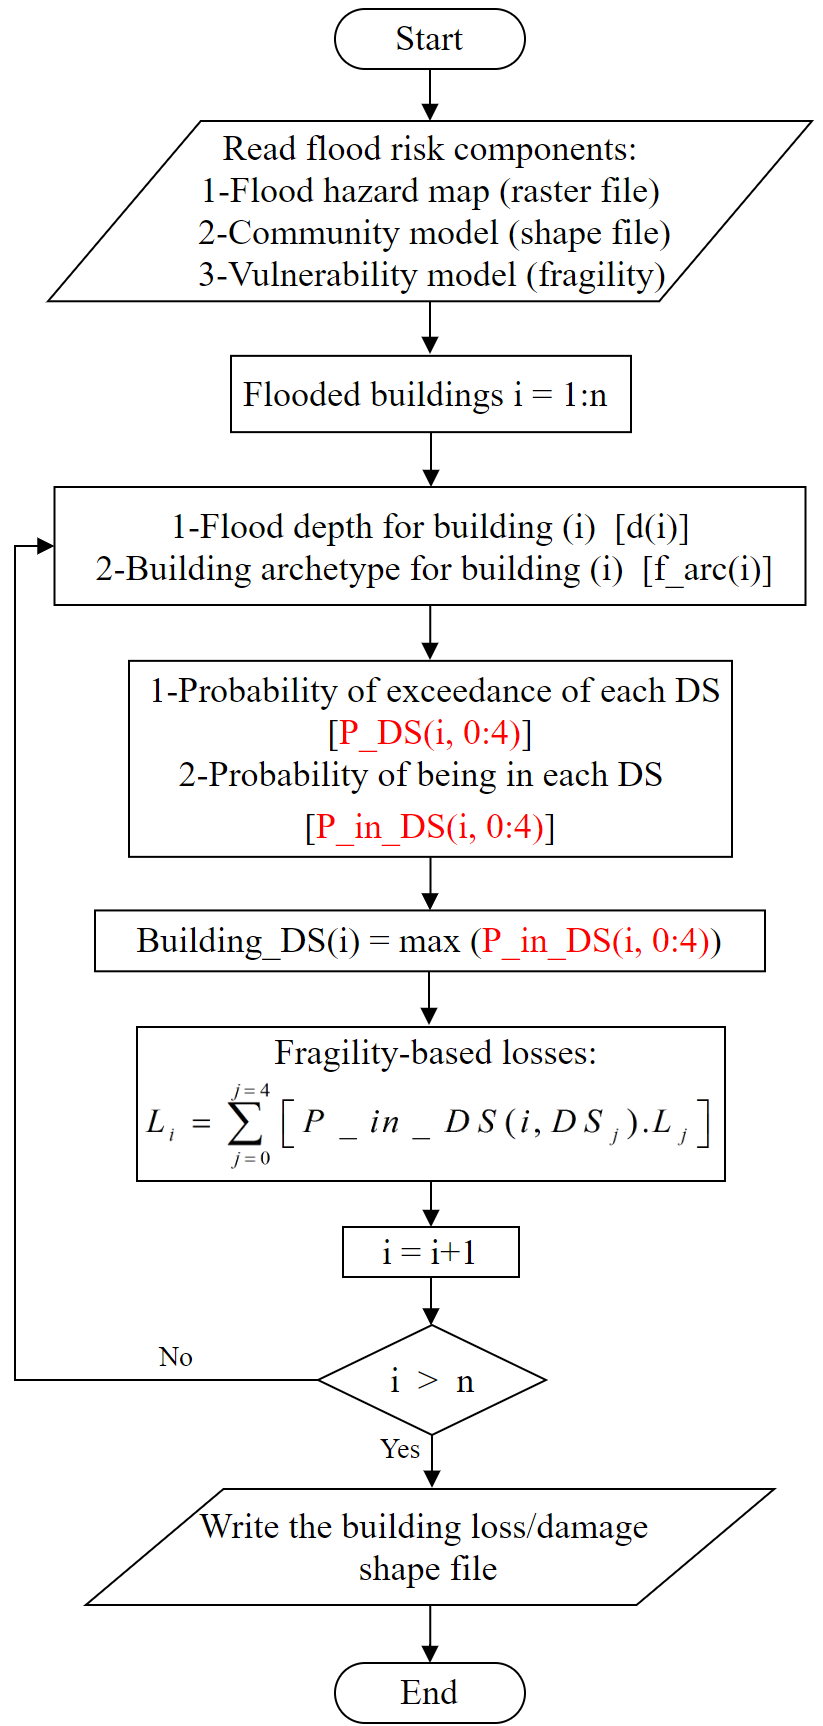 Start
Read flood risk components:
1-Flood hazard map (raster file)
2-Community model (shape file)
3-Vulnerability model (fragility)
Flooded buildings i = 1:n
1-Flood depth for building (i) [d(i)]
2-Building archetype for building (i) [f_arc(i)]
1-Probability of exceedance of each DS
[P_DS(i, 0:4)]
2-Probability of being in each DS
[P_in_DS(i, 0:4)]
Building_DS(i) = max (P_in_DS(i, 0:4))
Fragility-based losses:
L_i = \sum_{j=0}^{j=4} [ P _ in _ DS(i, DS_j).L_j ]
i = i+1
No
i > n
Yes
Write the building loss/damage
shape file
End